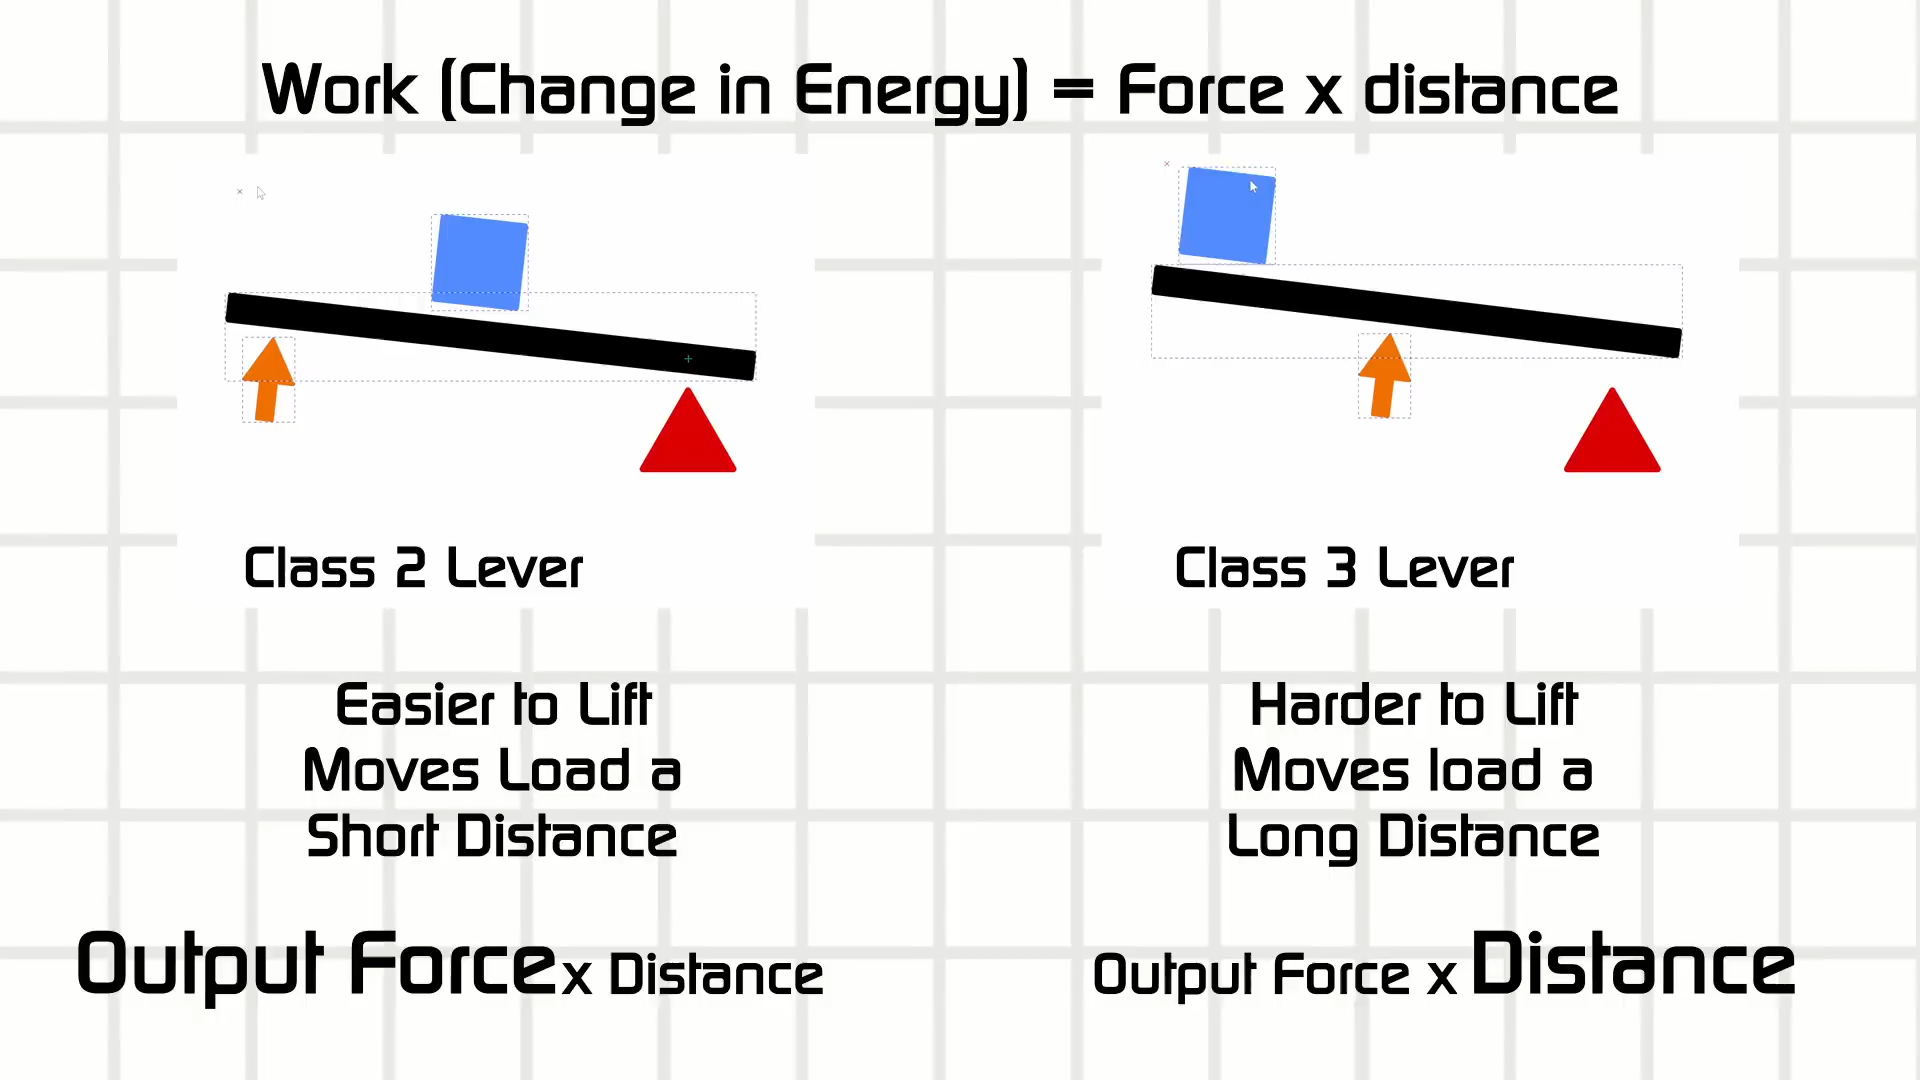 Work (Change in Energy) = Force x distance
Class 2 Lever
Easier to Lift
Moves Load a
Short Distance
Output Force x Distance
Class 3 Lever
Harder to Lift
Moves load a
Long Distance
Output Force x Distance